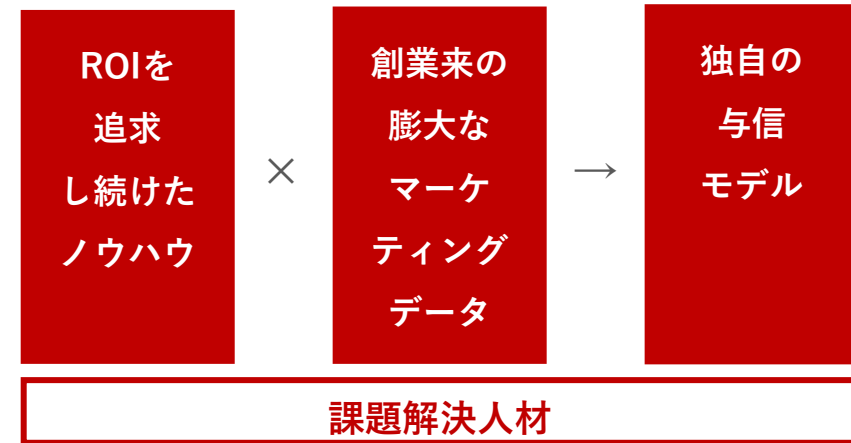 ROIを
追求
し続けた
ノウハウ
×
創業来の
膨大な
マーケ
ティング
データ
→
独自の
与信
モデル
課題解決人材